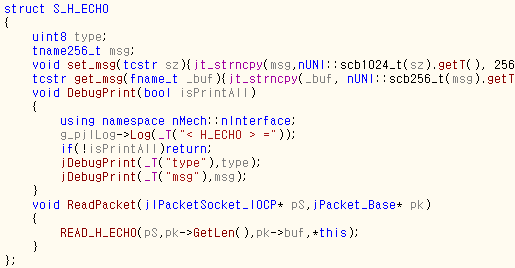 struct S_H_ECHO
{
    uint8 type;
    tname256_t msg;
    void set_msg(tcstr sz){jt_strncpy(msg,nUNI::scb1024_t(sz).getT(), 256
    tcstr get_msg(fname_t _buf){jt_strncpy(_buf, nUNI::scb256_t(msg).getT
    void DebugPrint(bool isPrintAll)
    {
        using namespace nMech::nInterface;
        g_pjlLog->Log(_T("< H_ECHO > ="));
        if(!isPrintAll)return;
        jDebugPrint(_T("type"),type);
        jDebugPrint(_T("msg"),msg);
    }
    void ReadPacket(jIPacketSocket_IOCP* pS,jPacket_Base* pk)
    {
        READ_H_ECHO(pS,pk->GetLen(),pk->buf,*this);
    }
};